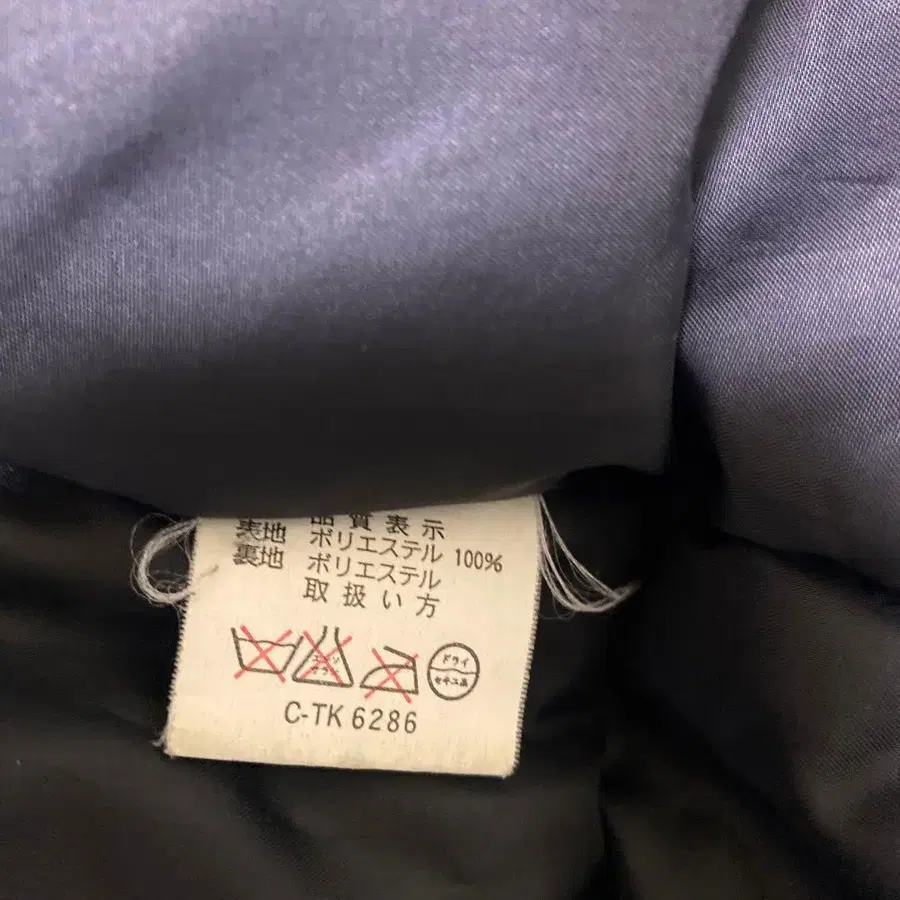 品質表示
表地 ポリエステル 100%
裏地 ポリエステル
取扱い方
ドライ
セキユ系
C-TK 6286